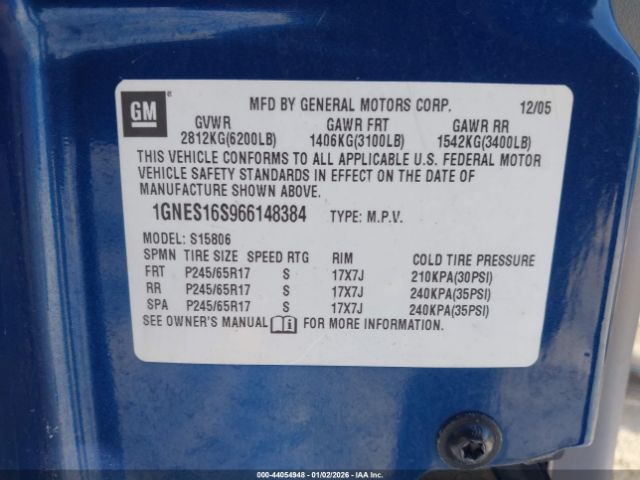 GM ®
MFD BY GENERAL MOTORS CORP. 12/05
GVWR GAWR FRT GAWR RR
2812KG(6200LB) 1406KG(3100LB) 1542KG(3400LB)
THIS VEHICLE CONFORMS TO ALL APPLICABLE U.S. FEDERAL MOTOR
VEHICLE SAFETY STANDARDS IN EFFECT ON THE DATE OF
MANUFACTURE SHOWN ABOVE.
1GNES16S966148384 TYPE: M.P.V.
MODEL: S15806
SPMN TIRE SIZE SPEED RTG RIM COLD TIRE PRESSURE
FRT P245/65R17 S 17X7J 210KPA(30PSI)
RR P245/65R17 S 17X7J 240KPA(35PSI)
SPA P245/65R17 S 17X7J 240KPA(35PSI)
SEE OWNER'S MANUAL FOR MORE INFORMATION.
000 - 44054948 - 01/02/2026 - IAA Inc.